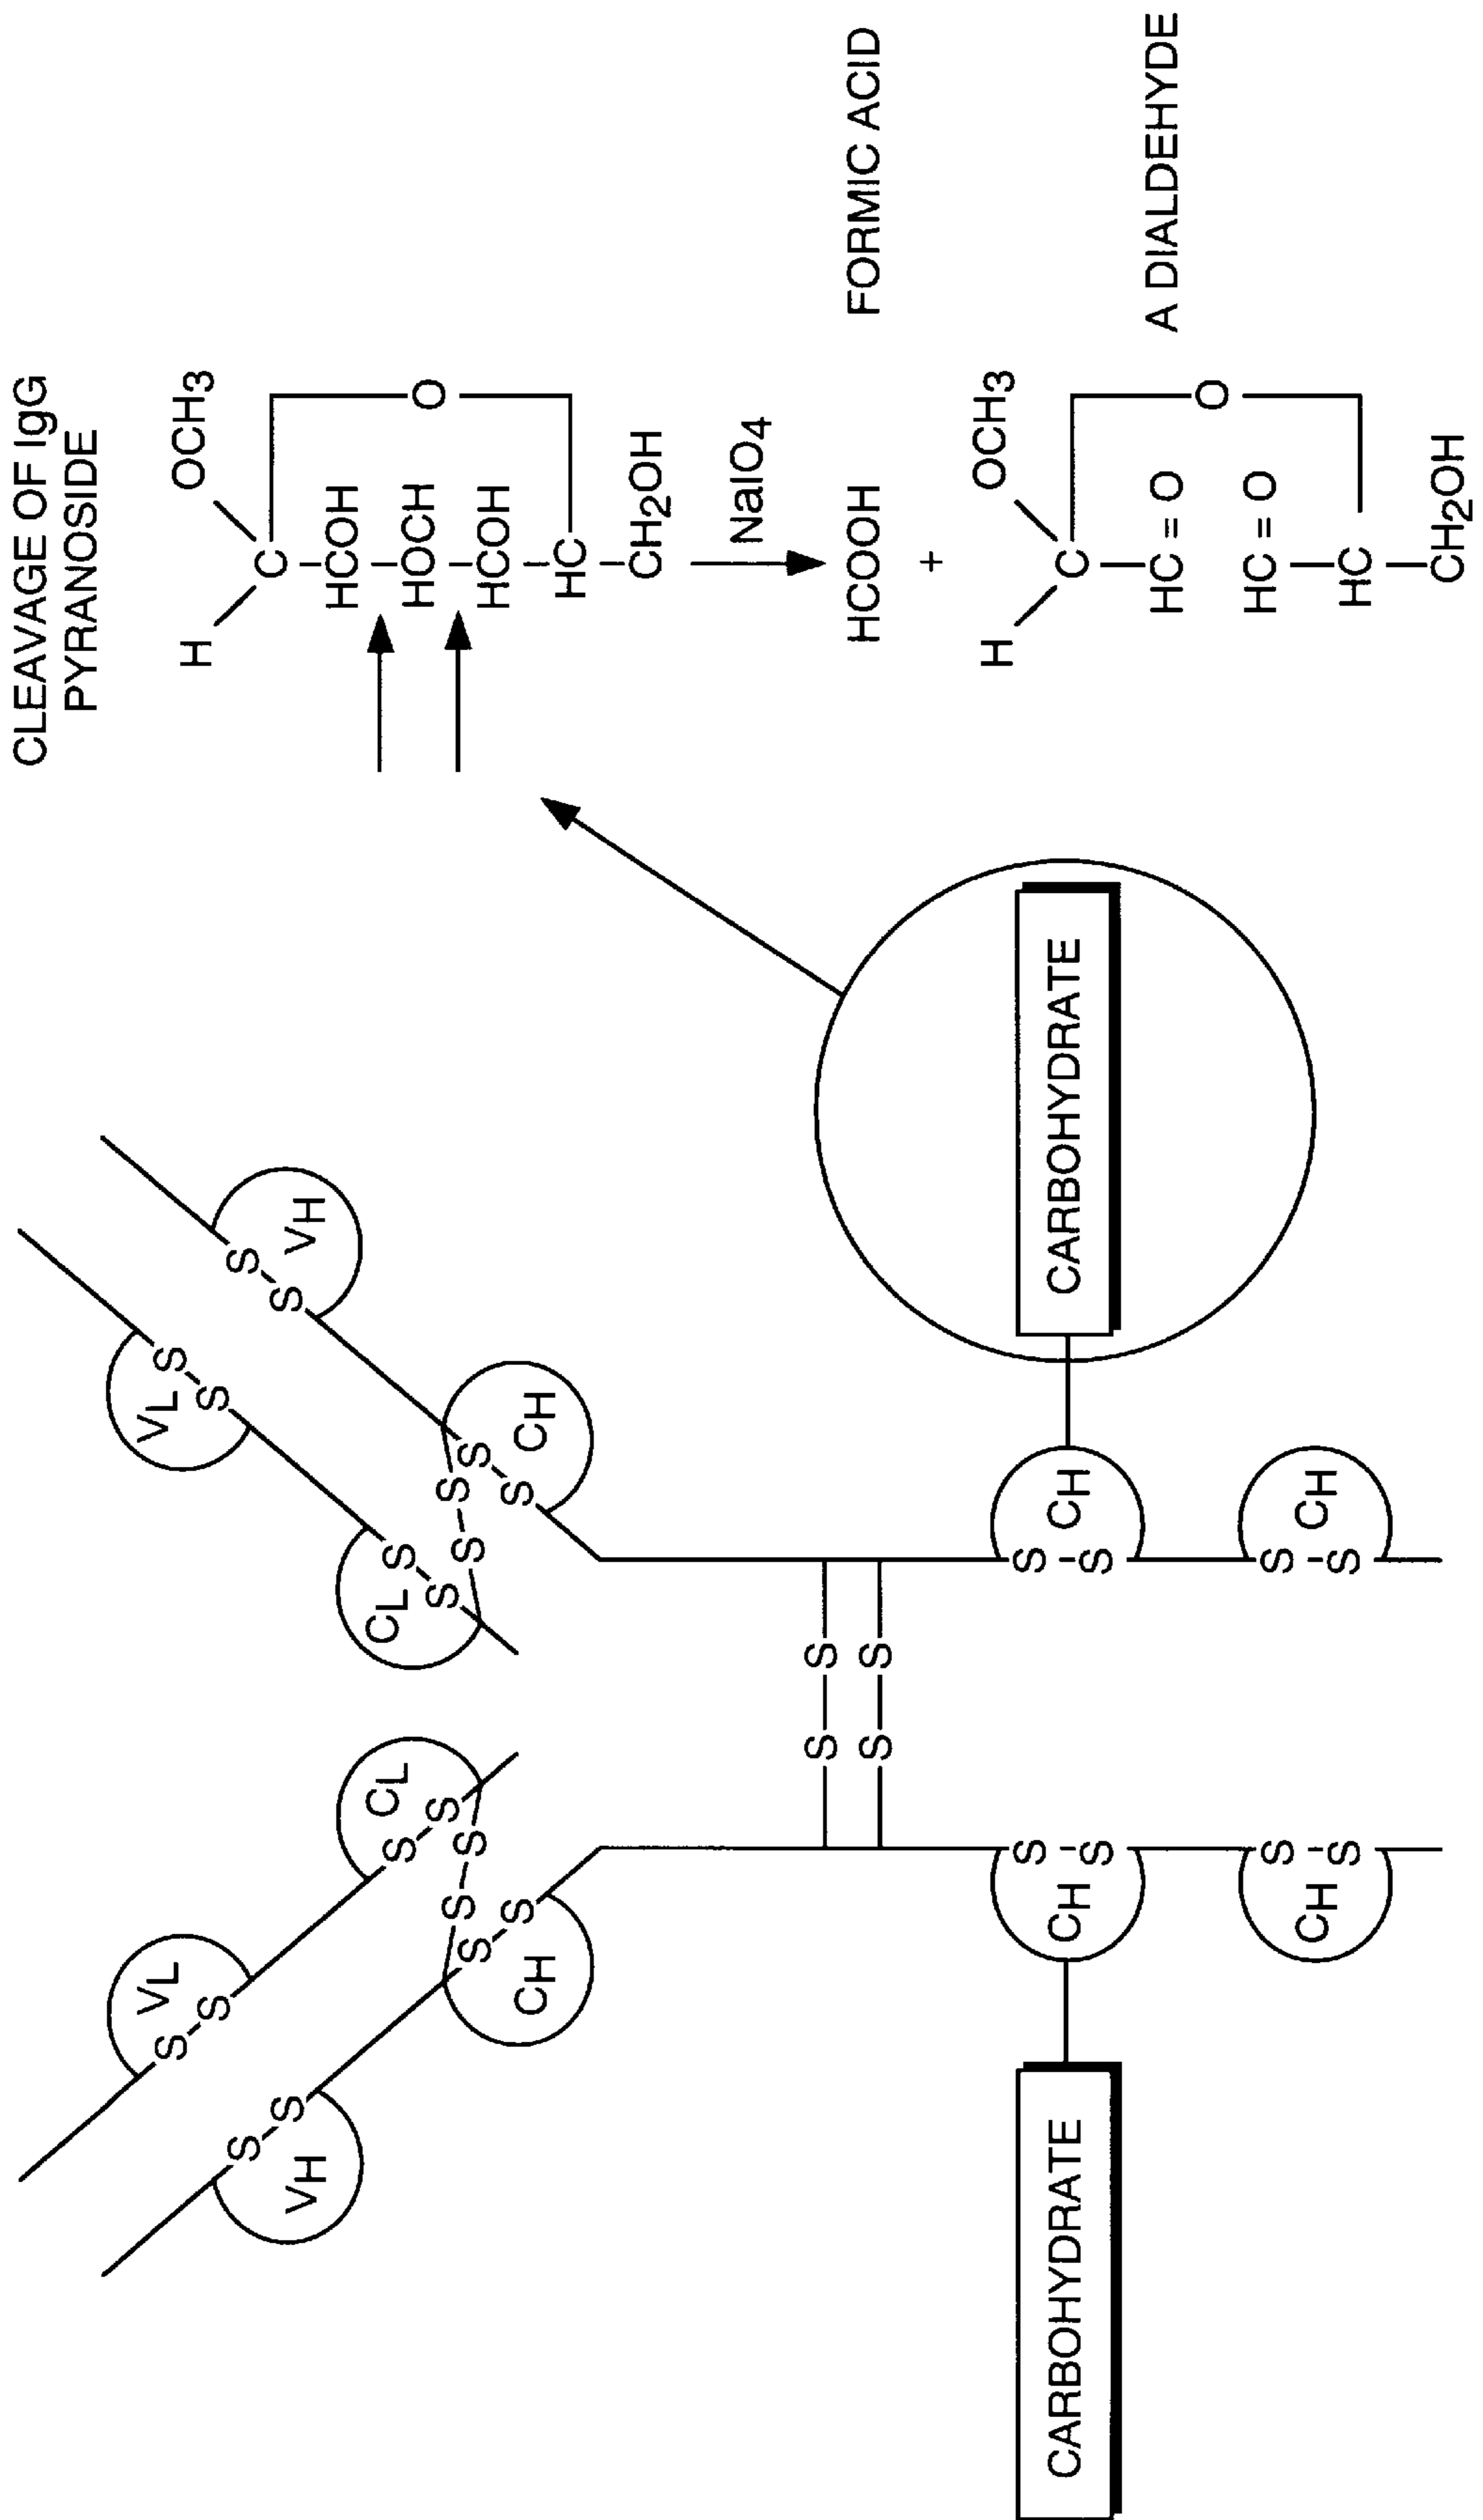 VL S-S
VH S-S
CL S-S
S-S
CH S-S
VL S-S
VH S-S
CL S-S
S-S
CH S-S
S—S
S—S
CARBOHYDRATE
CH S-S
CH S-S
CH S-S
CARBOHYDRATE
CH S-S
CLEAVAGE OF IgG
PYRANOSIDE
H OCH3
C
HCOH
HOCH O
HCOH
HC
CH2OH
NaIO4
HCOOH FORMIC ACID
+
H OCH3
C
HC=O
A DIALDEHYDE
O
HC=O
HC
CH2OH